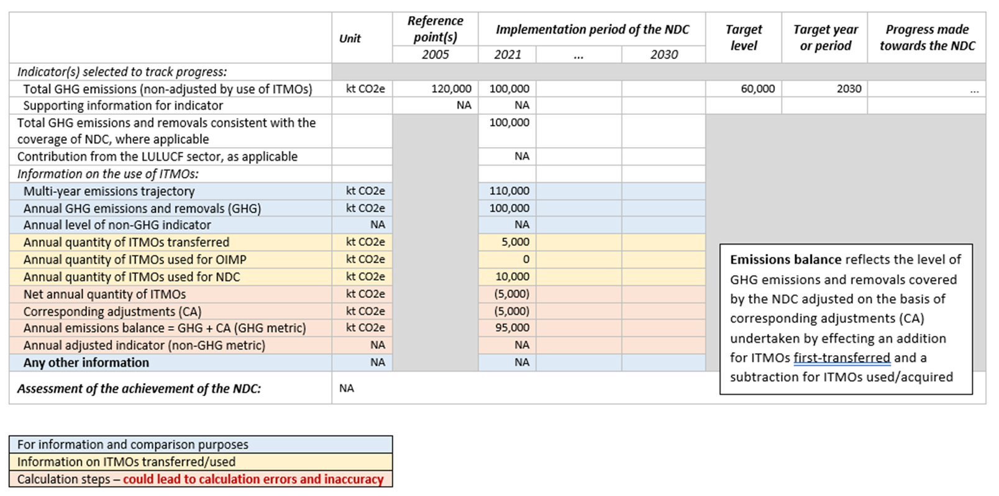 Unit
Reference point(s)
Implementation period of the NDC
Target level
Target year or period
Progress made towards the NDC
2005 2021 ... 2030
Indicator(s) selected to track progress:
Total GHG emissions (non-adjusted by use of ITMOs) kt CO2e 120,000 100,000 60,000 2030 ...
Supporting information for indicator NA NA
Total GHG emissions and removals consistent with the 100,000
coverage of NDC, where applicable
Contribution from the LULUCF sector, as applicable NA
Information on the use of ITMOs:
Multi-year emissions trajectory kt CO2e 110,000
Annual GHG emissions and removals (GHG) kt CO2e 100,000
Annual level of non-GHG indicator NA NA
Annual quantity of ITMOs transferred kt CO2e 5,000
Annual quantity of ITMOs used for OIMP kt CO2e 0
Annual quantity of ITMOs used for NDC kt CO2e 10,000
Net annual quantity of ITMOs kt CO2e (5,000)
Corresponding adjustments (CA) kt CO2e (5,000)
Annual emissions balance = GHG + CA (GHG metric) kt CO2e 95,000
Annual adjusted indicator (non-GHG metric) NA NA
Any other information NA NA
Assessment of the achievement of the NDC: NA
Emissions balance reflects the level of
GHG emissions and removals covered
by the NDC adjusted on the basis of
corresponding adjustments (CA)
undertaken by effecting an addition
for ITMOs first-transferred and a
subtraction for ITMOs used/acquired
For information and comparison purposes
Information on ITMOs transferred/used
Calculation steps – could lead to calculation errors and inaccuracy